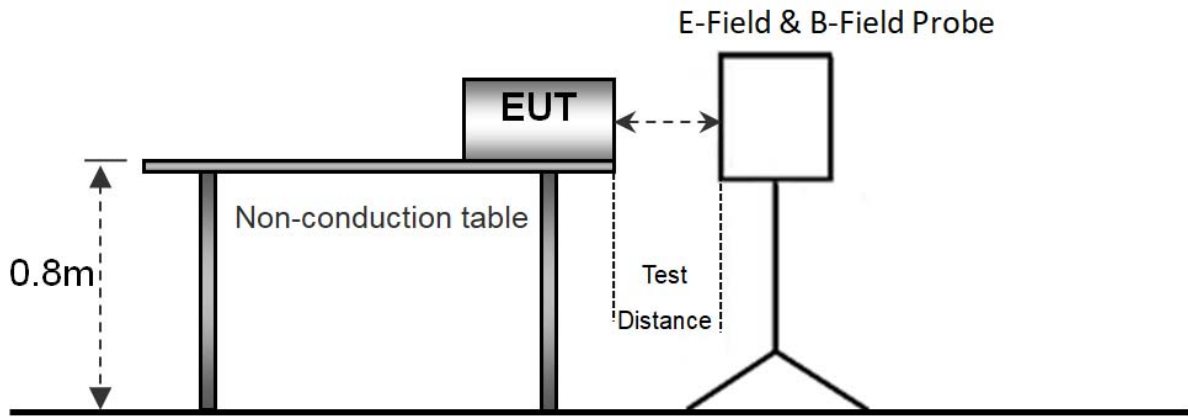 E-Field & B-Field Probe
EUT
Non-conduction table
0.8m
Test
Distance